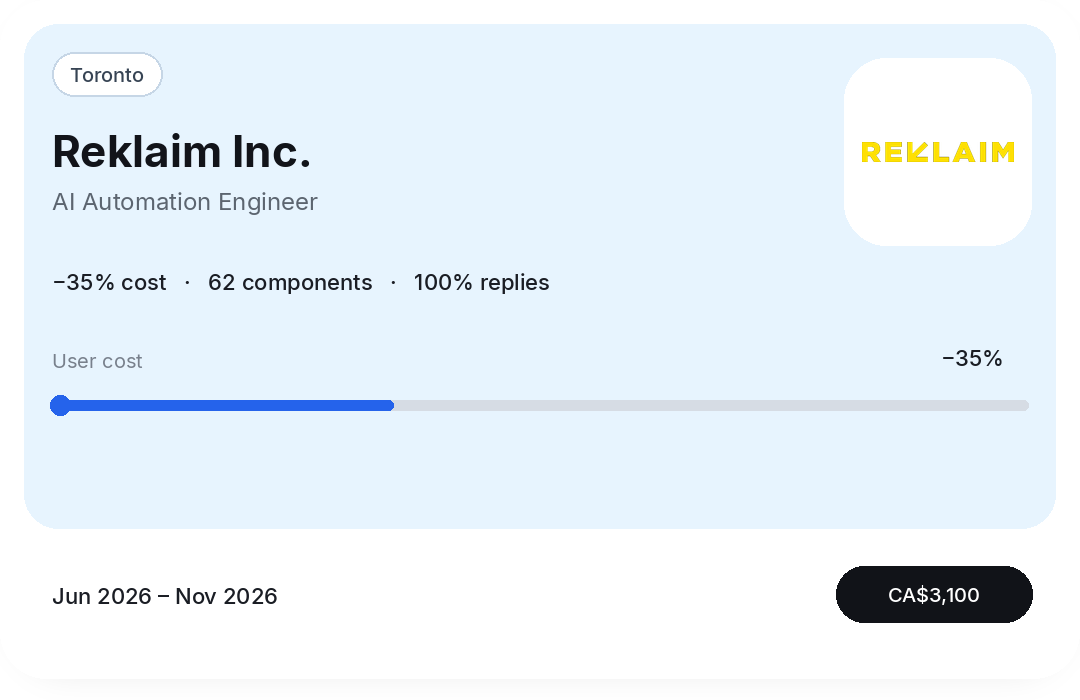 Toronto
Reklaim Inc.
AI Automation Engineer
REKLAIM
−35% cost · 62 components · 100% replies
User cost
−35%
Jun 2026 – Nov 2026
CA$3,100